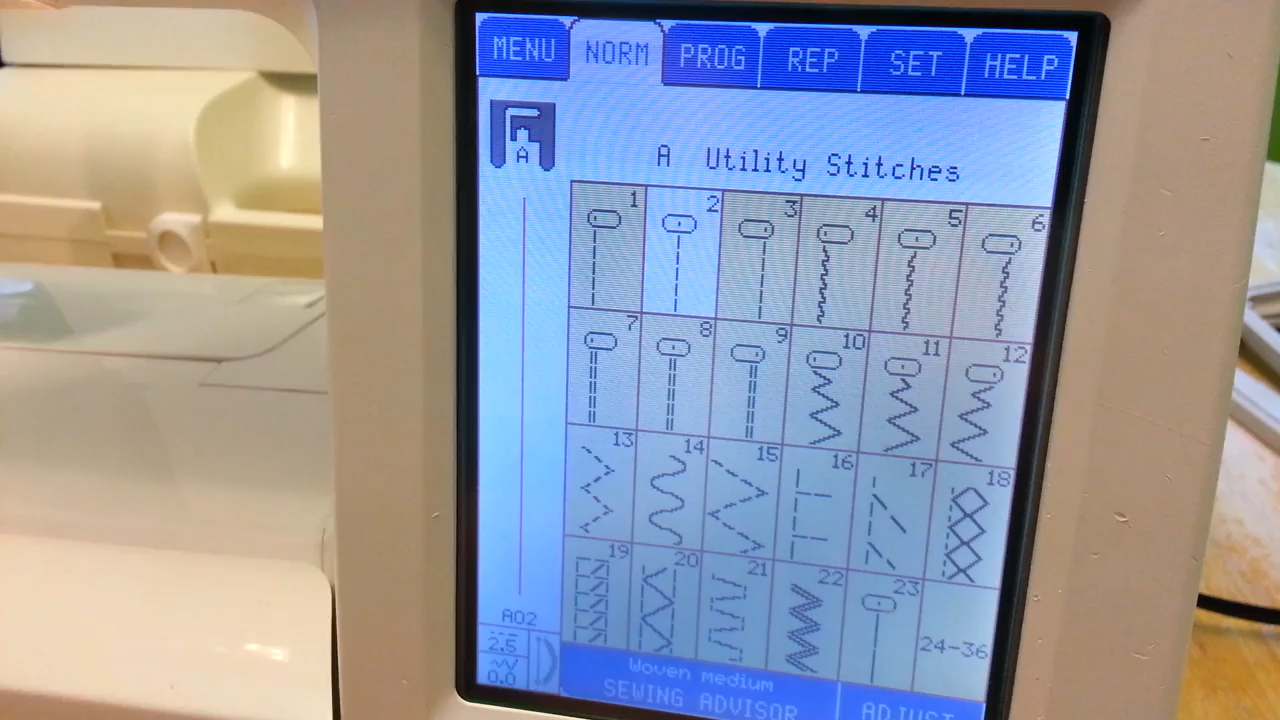 MENU NORM PROG REP SET HELP
A
A Utility Stitches
1 2 3 4 5 6
7 8 9 10 11 12
13 14 15 16 17 18
19 20 21 22 23 24-36
A02
2.5
0.0
Woven medium
SEWING ADVISOR
ADJUST